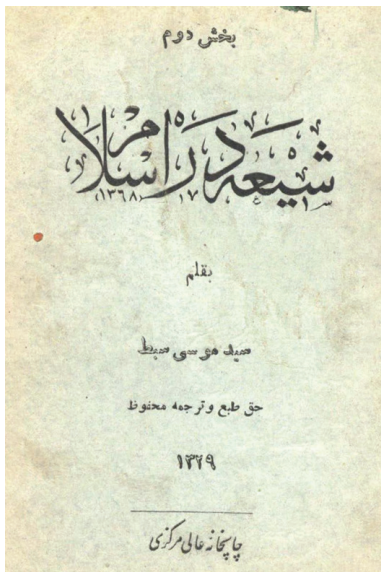 بخش دوم
شیعه در اسلام
۱۳۶۸
بقلم
سید موسی سبط
حق طبع و ترجمه محفوظ
۱۳۲۹
چاپخانه عالی مرکزی